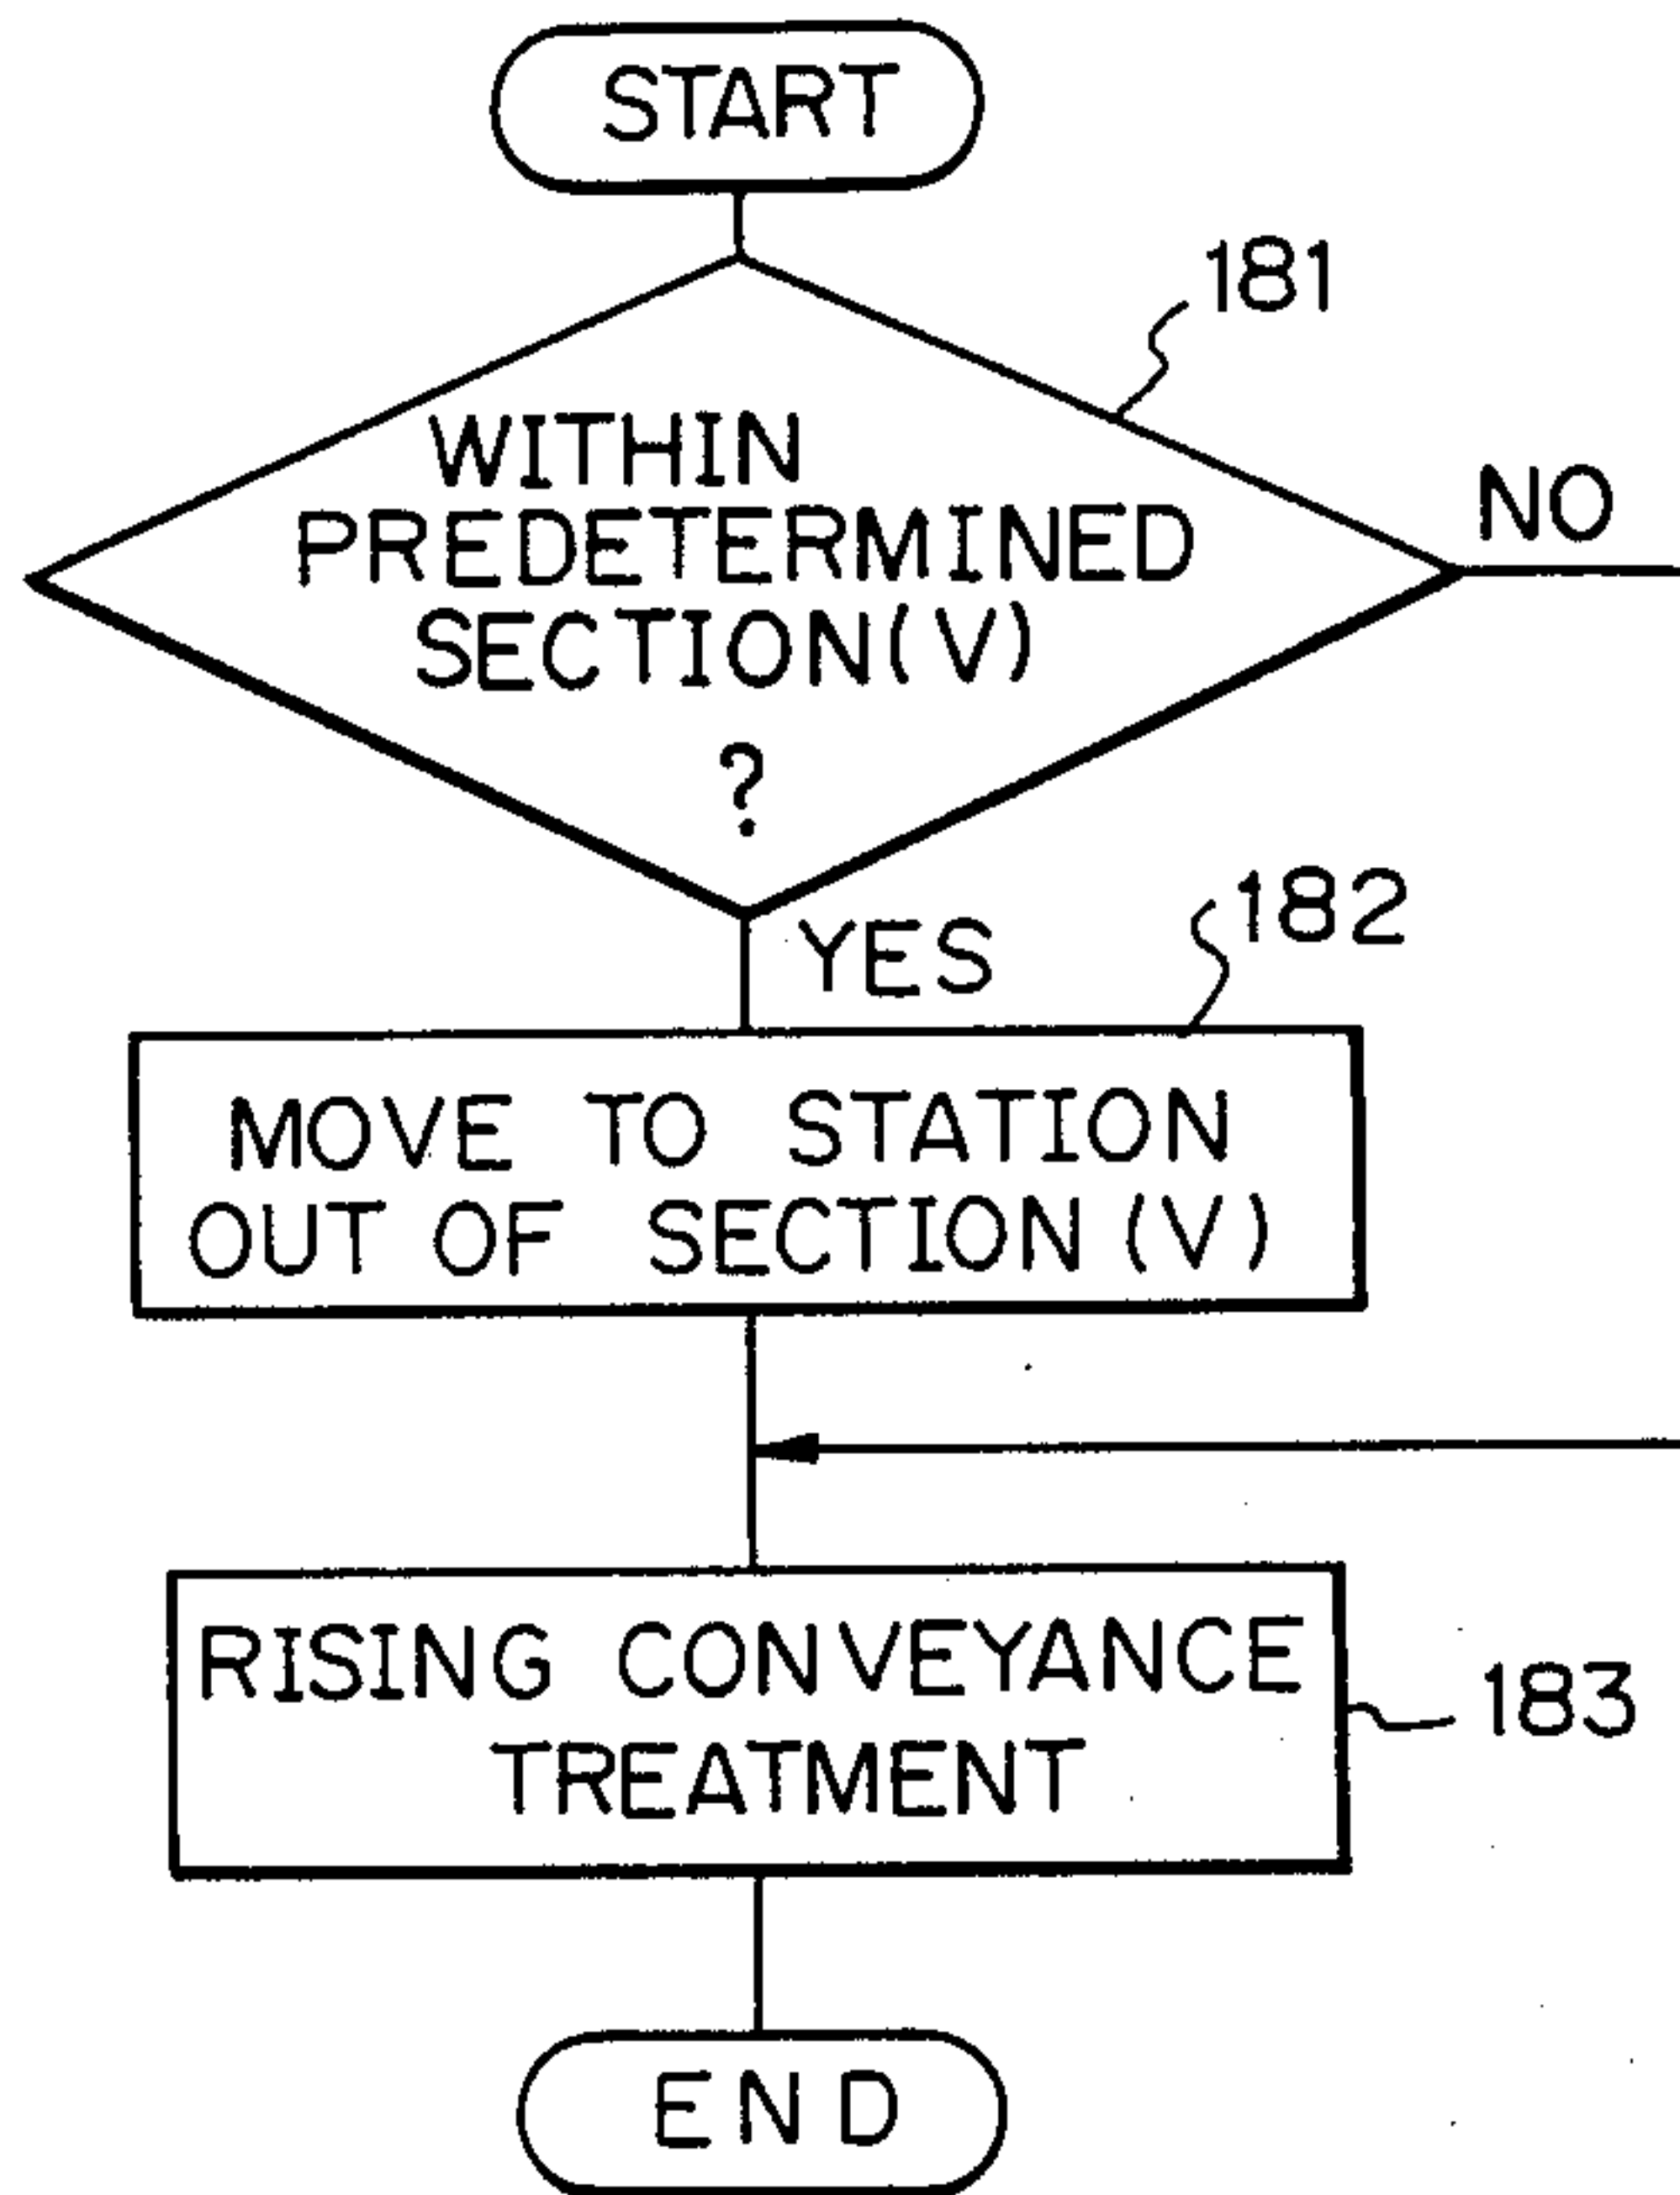 START
181
WITHIN
PREDETERMINED
SECTION(V)
?
NO
YES
182
MOVE TO STATION
OUT OF SECTION (V)
RISING CONVEYANCE
TREATMENT
183
END